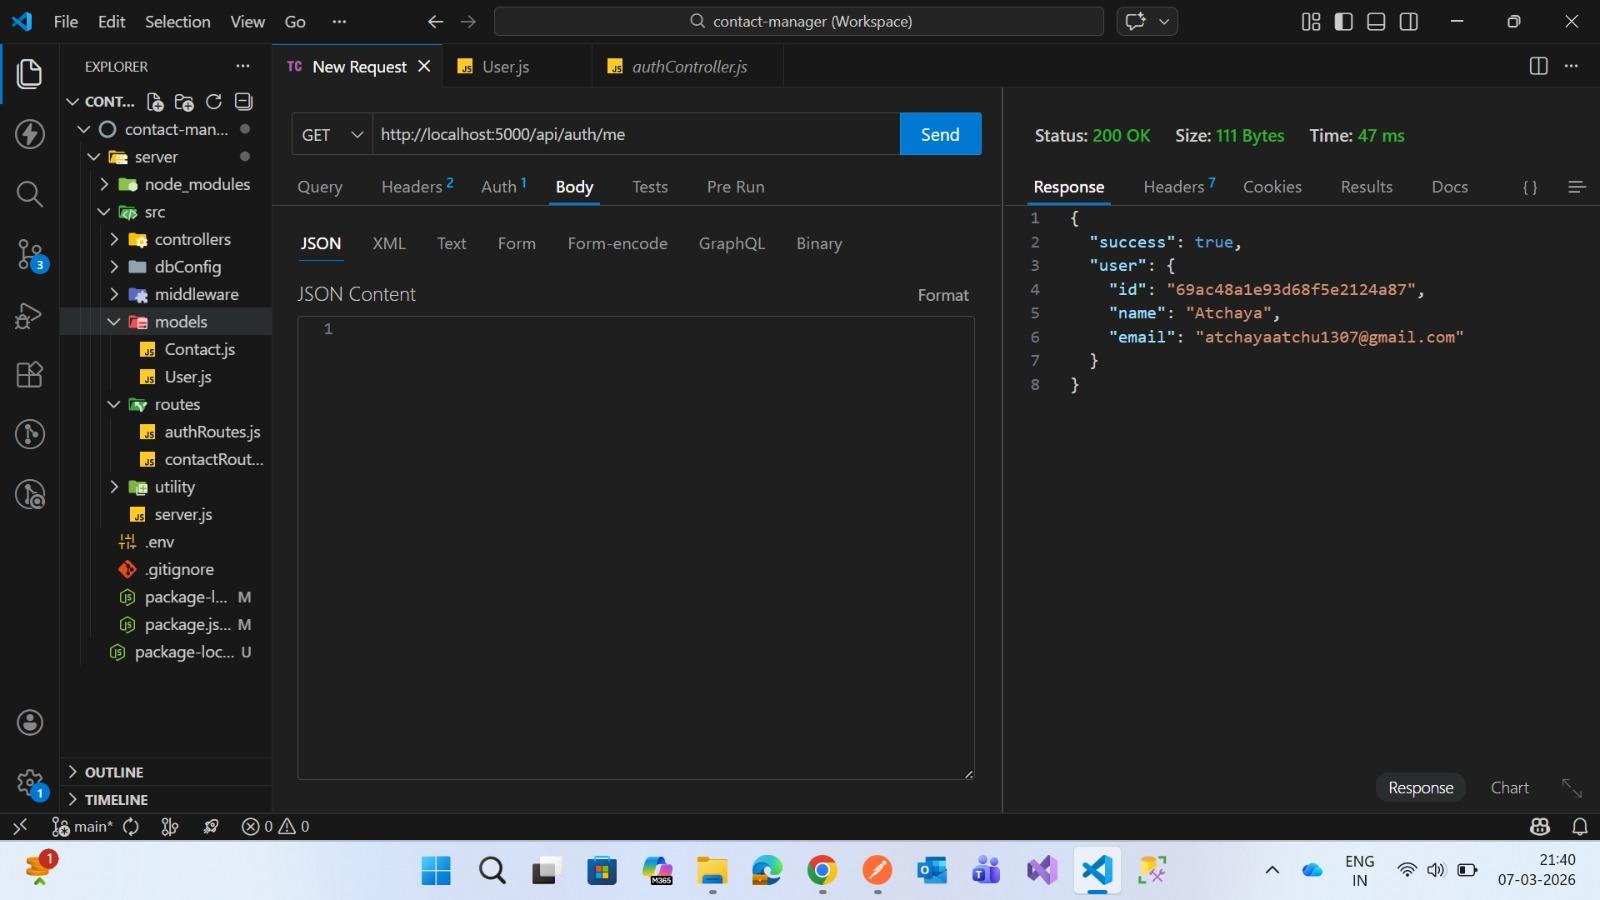 File Edit Selection View Go ··· contact-manager (Workspace)
EXPLORER ···
CONT...
contact-man...
server
node_modules
src
controllers
dbConfig
middleware
models
Contact.js
User.js
routes
authRoutes.js
contactRout...
utility
server.js
.env
.gitignore
package-l... M
package.js... M
package-loc... U
OUTLINE
TIMELINE
3
1
TC New Request JS User.js JS authController.js
GET http://localhost:5000/api/auth/me Send
Query Headers 2 Auth 1 Body Tests Pre Run
JSON XML Text Form Form-encode GraphQL Binary
JSON Content Format
1
Status: 200 OK Size: 111 Bytes Time: 47 ms
Response Headers 7 Cookies Results Docs { }
1 {
2 "success": true,
3 "user": {
4 "id": "69ac48a1e93d68f5e2124a87",
5 "name": "Atchaya",
6 "email": "atchayaatchu1307@gmail.com"
7 }
8 }
Response Chart
main* 0 0
1
M365
ENG
IN
21:40
07-03-2026